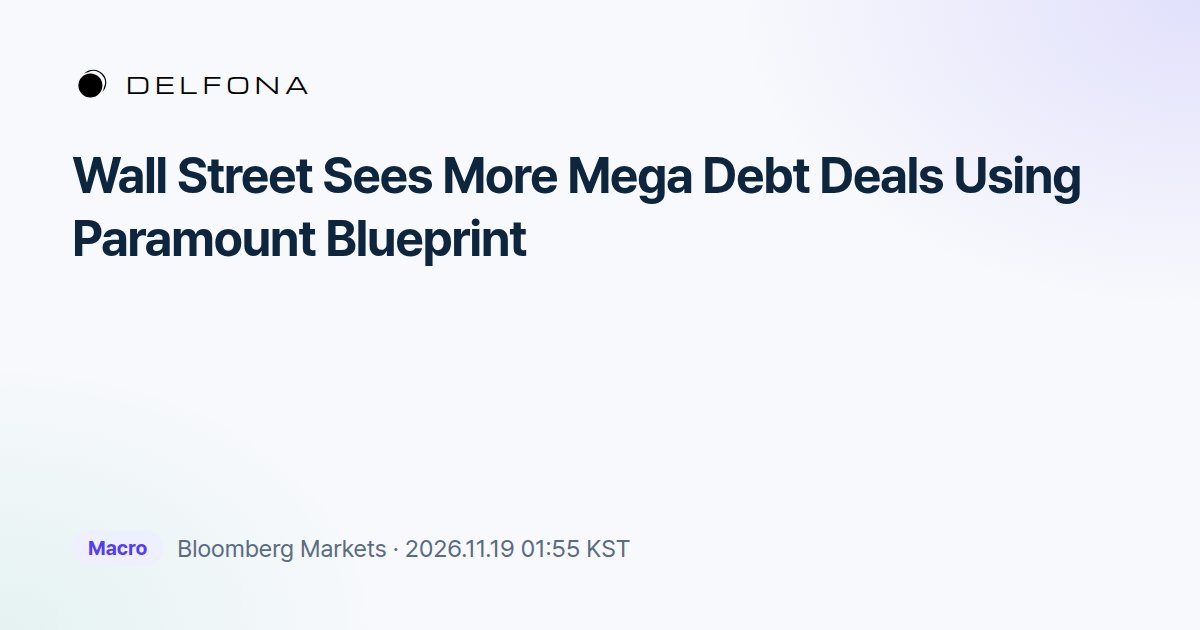 DELFONA
Wall Street Sees More Mega Debt Deals Using
Paramount Blueprint
Macro Bloomberg Markets · 2026.11.19 01:55 KST